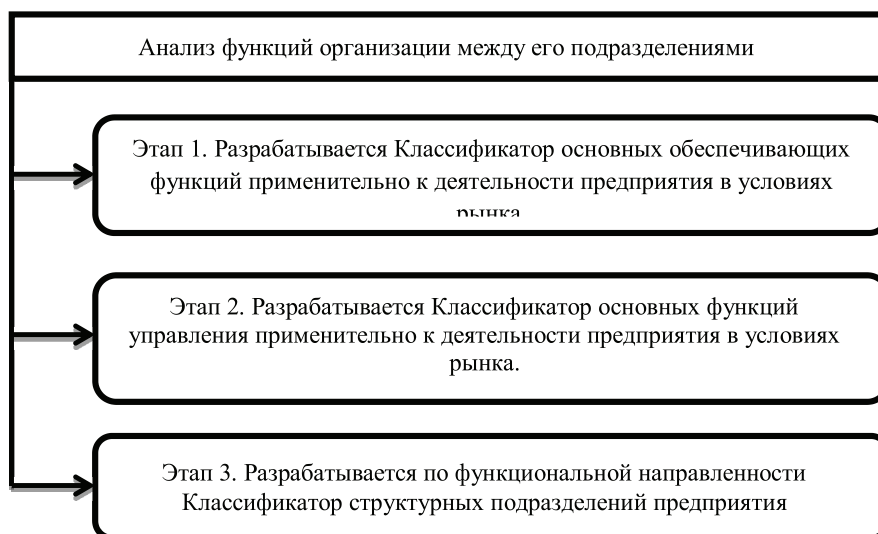 Анализ функций организации между его подразделениями
Этап 1. Разрабатывается Классификатор основных обеспечивающих
функций применительно к деятельности предприятия в условиях
рынка
Этап 2. Разрабатывается Классификатор основных функций
управления применительно к деятельности предприятия в условиях
рынка.
Этап 3. Разрабатывается по функциональной направленности
Классификатор структурных подразделений предприятия